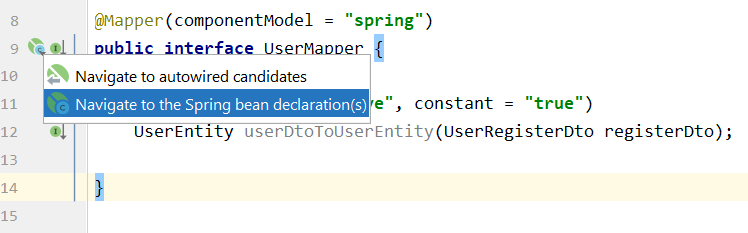 8 @Mapper(componentModel = "spring")
9 public interface UserMapper {
10 Navigate to autowired candidates
11 Navigate to the Spring bean declaration(s) e", constant = "true")
12 UserEntity userDtoToUserEntity(UserRegisterDto registerDto);
13
14 }
15